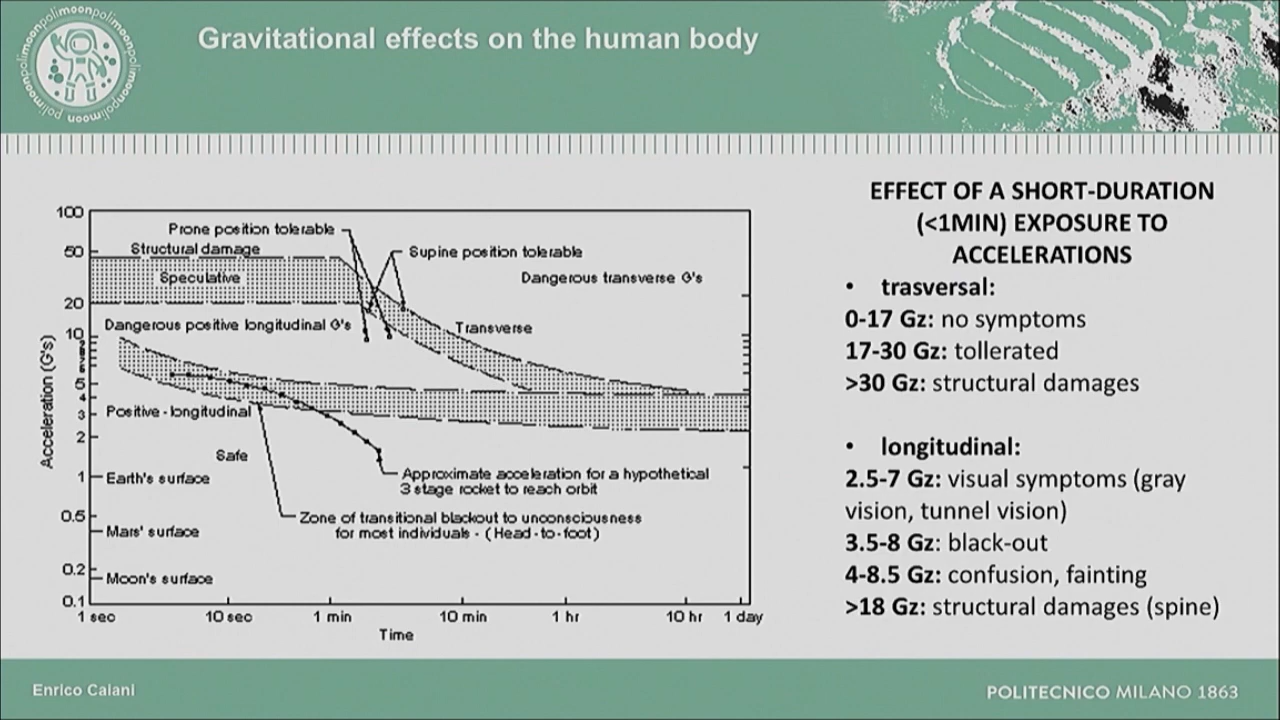 polimoonpolimoonpolimoonpolimoon
Gravitational effects on the human body
100
50
20
10
5
4
3
2
1
0.5
0.2
0.1
Acceleration (G's)
Prone position tolerable
Structural damage
Supine position tolerable
Speculative
Dangerous transverse G's
Dangerous positive longitudinal G's
Transverse
Positive - longitudinal
Safe
Approximate acceleration for a hypothetical
3 stage rocket to reach orbit
Earth's surface
Zone of transitional blackout to unconsciousness
for most individuals - (Head-to-foot)
Mars' surface
Moon's surface
1 sec 10 sec 1 min 10 min 1 hr 10 hr 1 day
Time
EFFECT OF A SHORT-DURATION
(<1MIN) EXPOSURE TO
ACCELERATIONS
• trasversal:
0-17 Gz: no symptoms
17-30 Gz: tollerated
>30 Gz: structural damages
• longitudinal:
2.5-7 Gz: visual symptoms (gray
vision, tunnel vision)
3.5-8 Gz: black-out
4-8.5 Gz: confusion, fainting
>18 Gz: structural damages (spine)
Enrico Caiani
POLITECNICO MILANO 1863